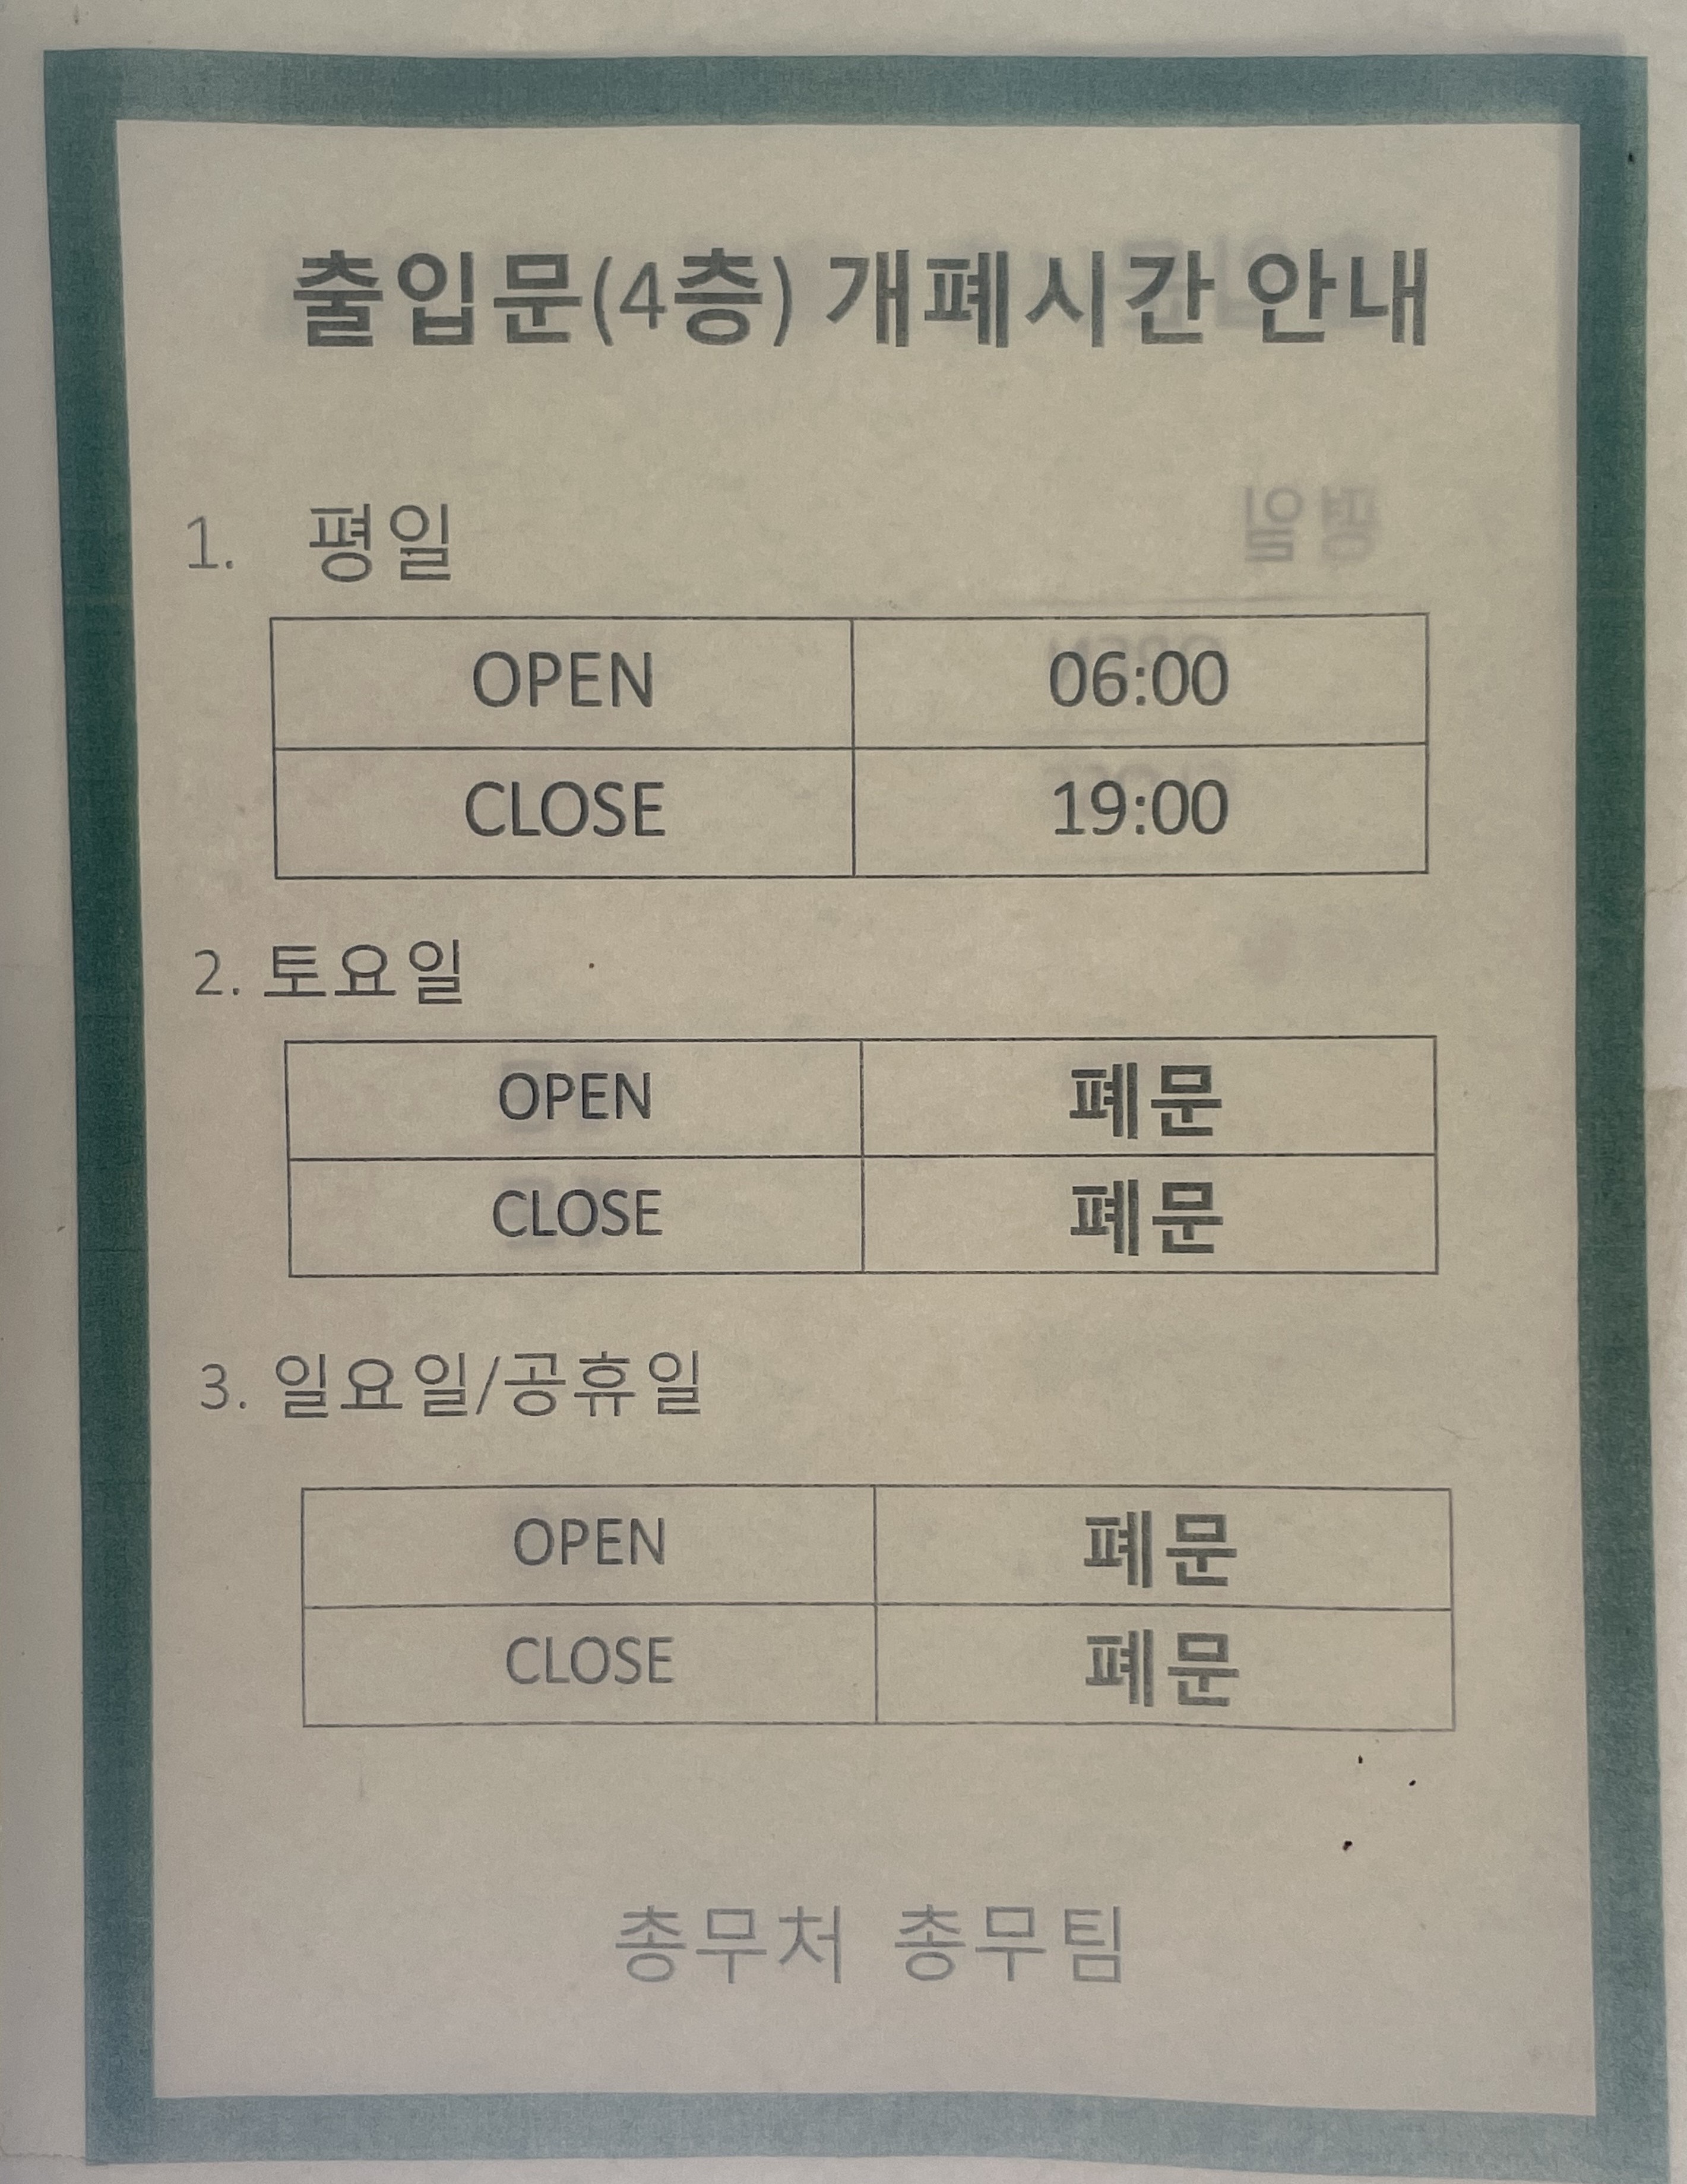 출입문(4층) 개폐시간 안내
1. 평일
OPEN 06:00
CLOSE 19:00
2. 토요일
OPEN 폐문
CLOSE 폐문
3. 일요일/공휴일
OPEN 폐문
CLOSE 폐문
총무처 총무팀